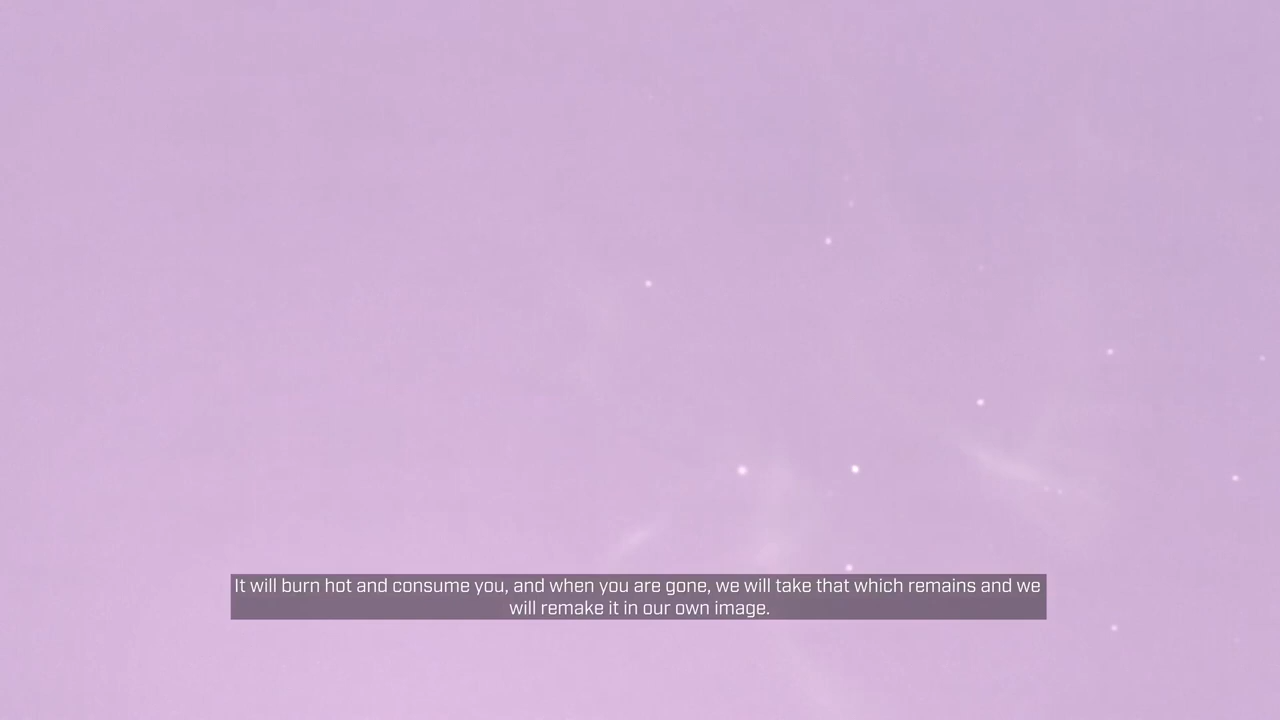 It will burn hot and consume you, and when you are gone, we will take that which remains and we
will remake it in our own image.